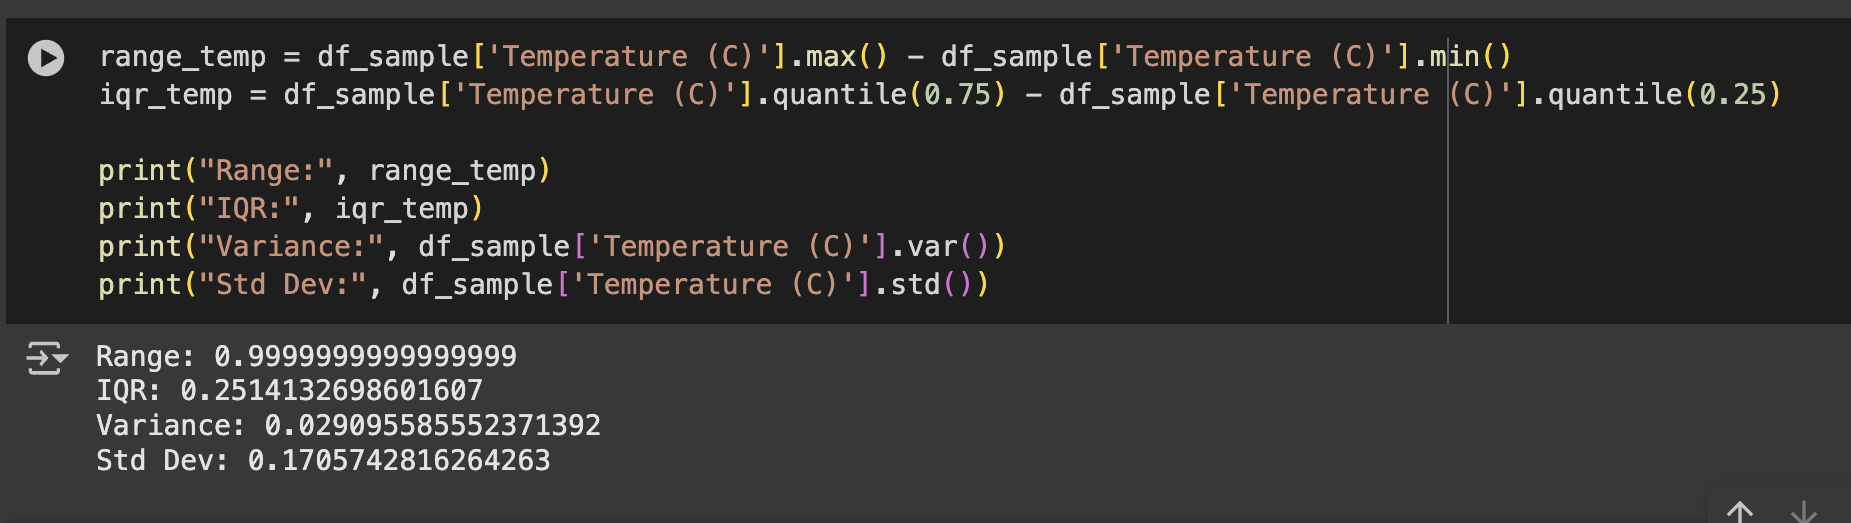 range_temp = df_sample['Temperature (C)'].max() - df_sample['Temperature (C)'].min()
iqr_temp = df_sample['Temperature (C)'].quantile(0.75) - df_sample['Temperature (C)'].quantile(0.25)
print("Range:", range_temp)
print("IQR:", iqr_temp)
print("Variance:", df_sample['Temperature (C)'].var())
print("Std Dev:", df_sample['Temperature (C)'].std())
Range: 0.9999999999999999
IQR: 0.2514132698601607
Variance: 0.029095585552371392
Std Dev: 0.1705742816264263